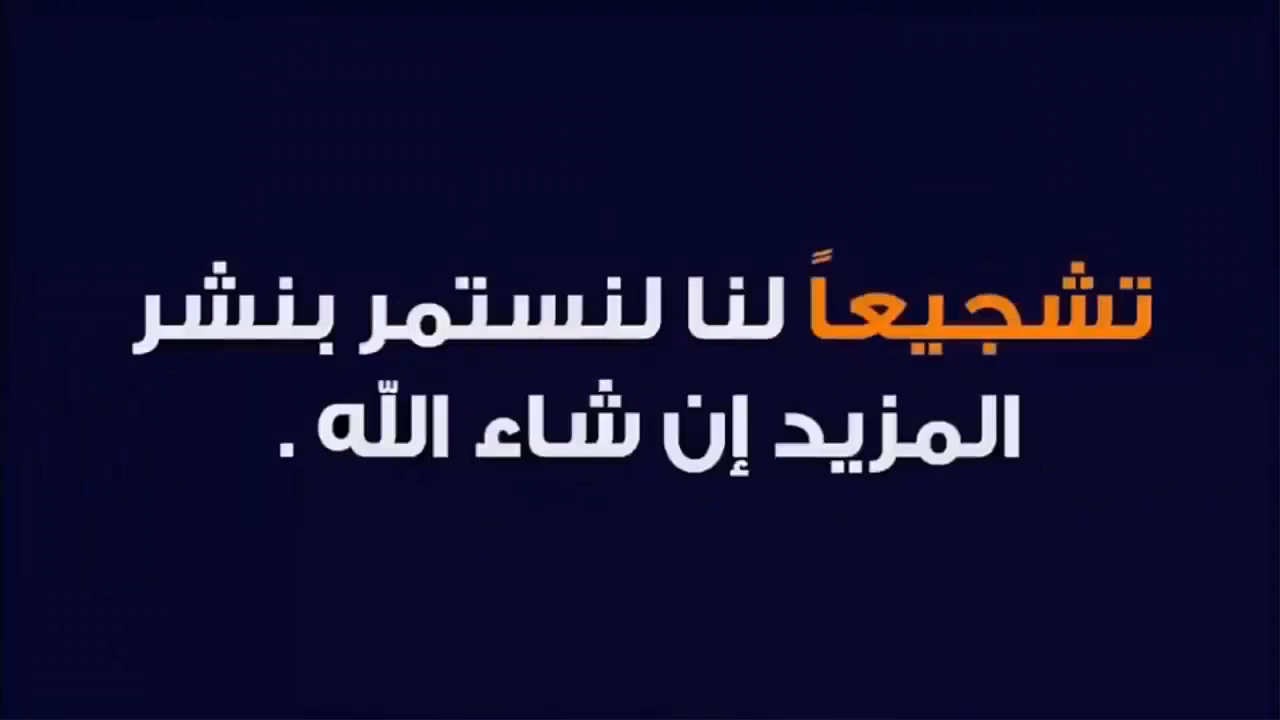 تشجيعاً لنا لنستمر بنشر
المزيد إن شاء اللّه .